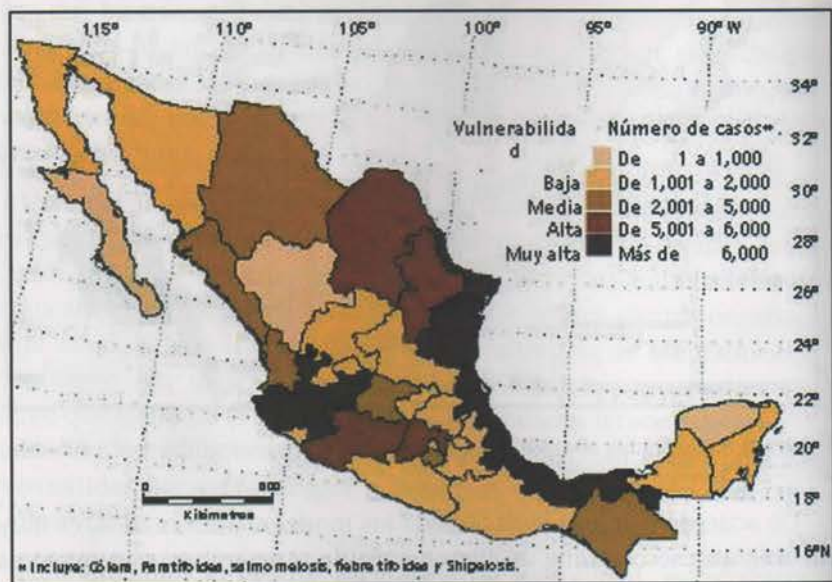 115° 110° 105° 100° 95° 90° W
34°
32°
30°
28°
26°
24°
22°
20°
18°
16° N
Vulnerabilida
d
Número de casos*.
De 1 a 1,000
Baja De 1,001 a 2,000
Media De 2,001 a 5,000
Alta De 5,001 a 6,000
Muy alta Más de 6,000
0
Kilómetros
* Incluye: Cólera, Paratifoides, salmonelosis, fiebre tifoidea y Shigelosis.